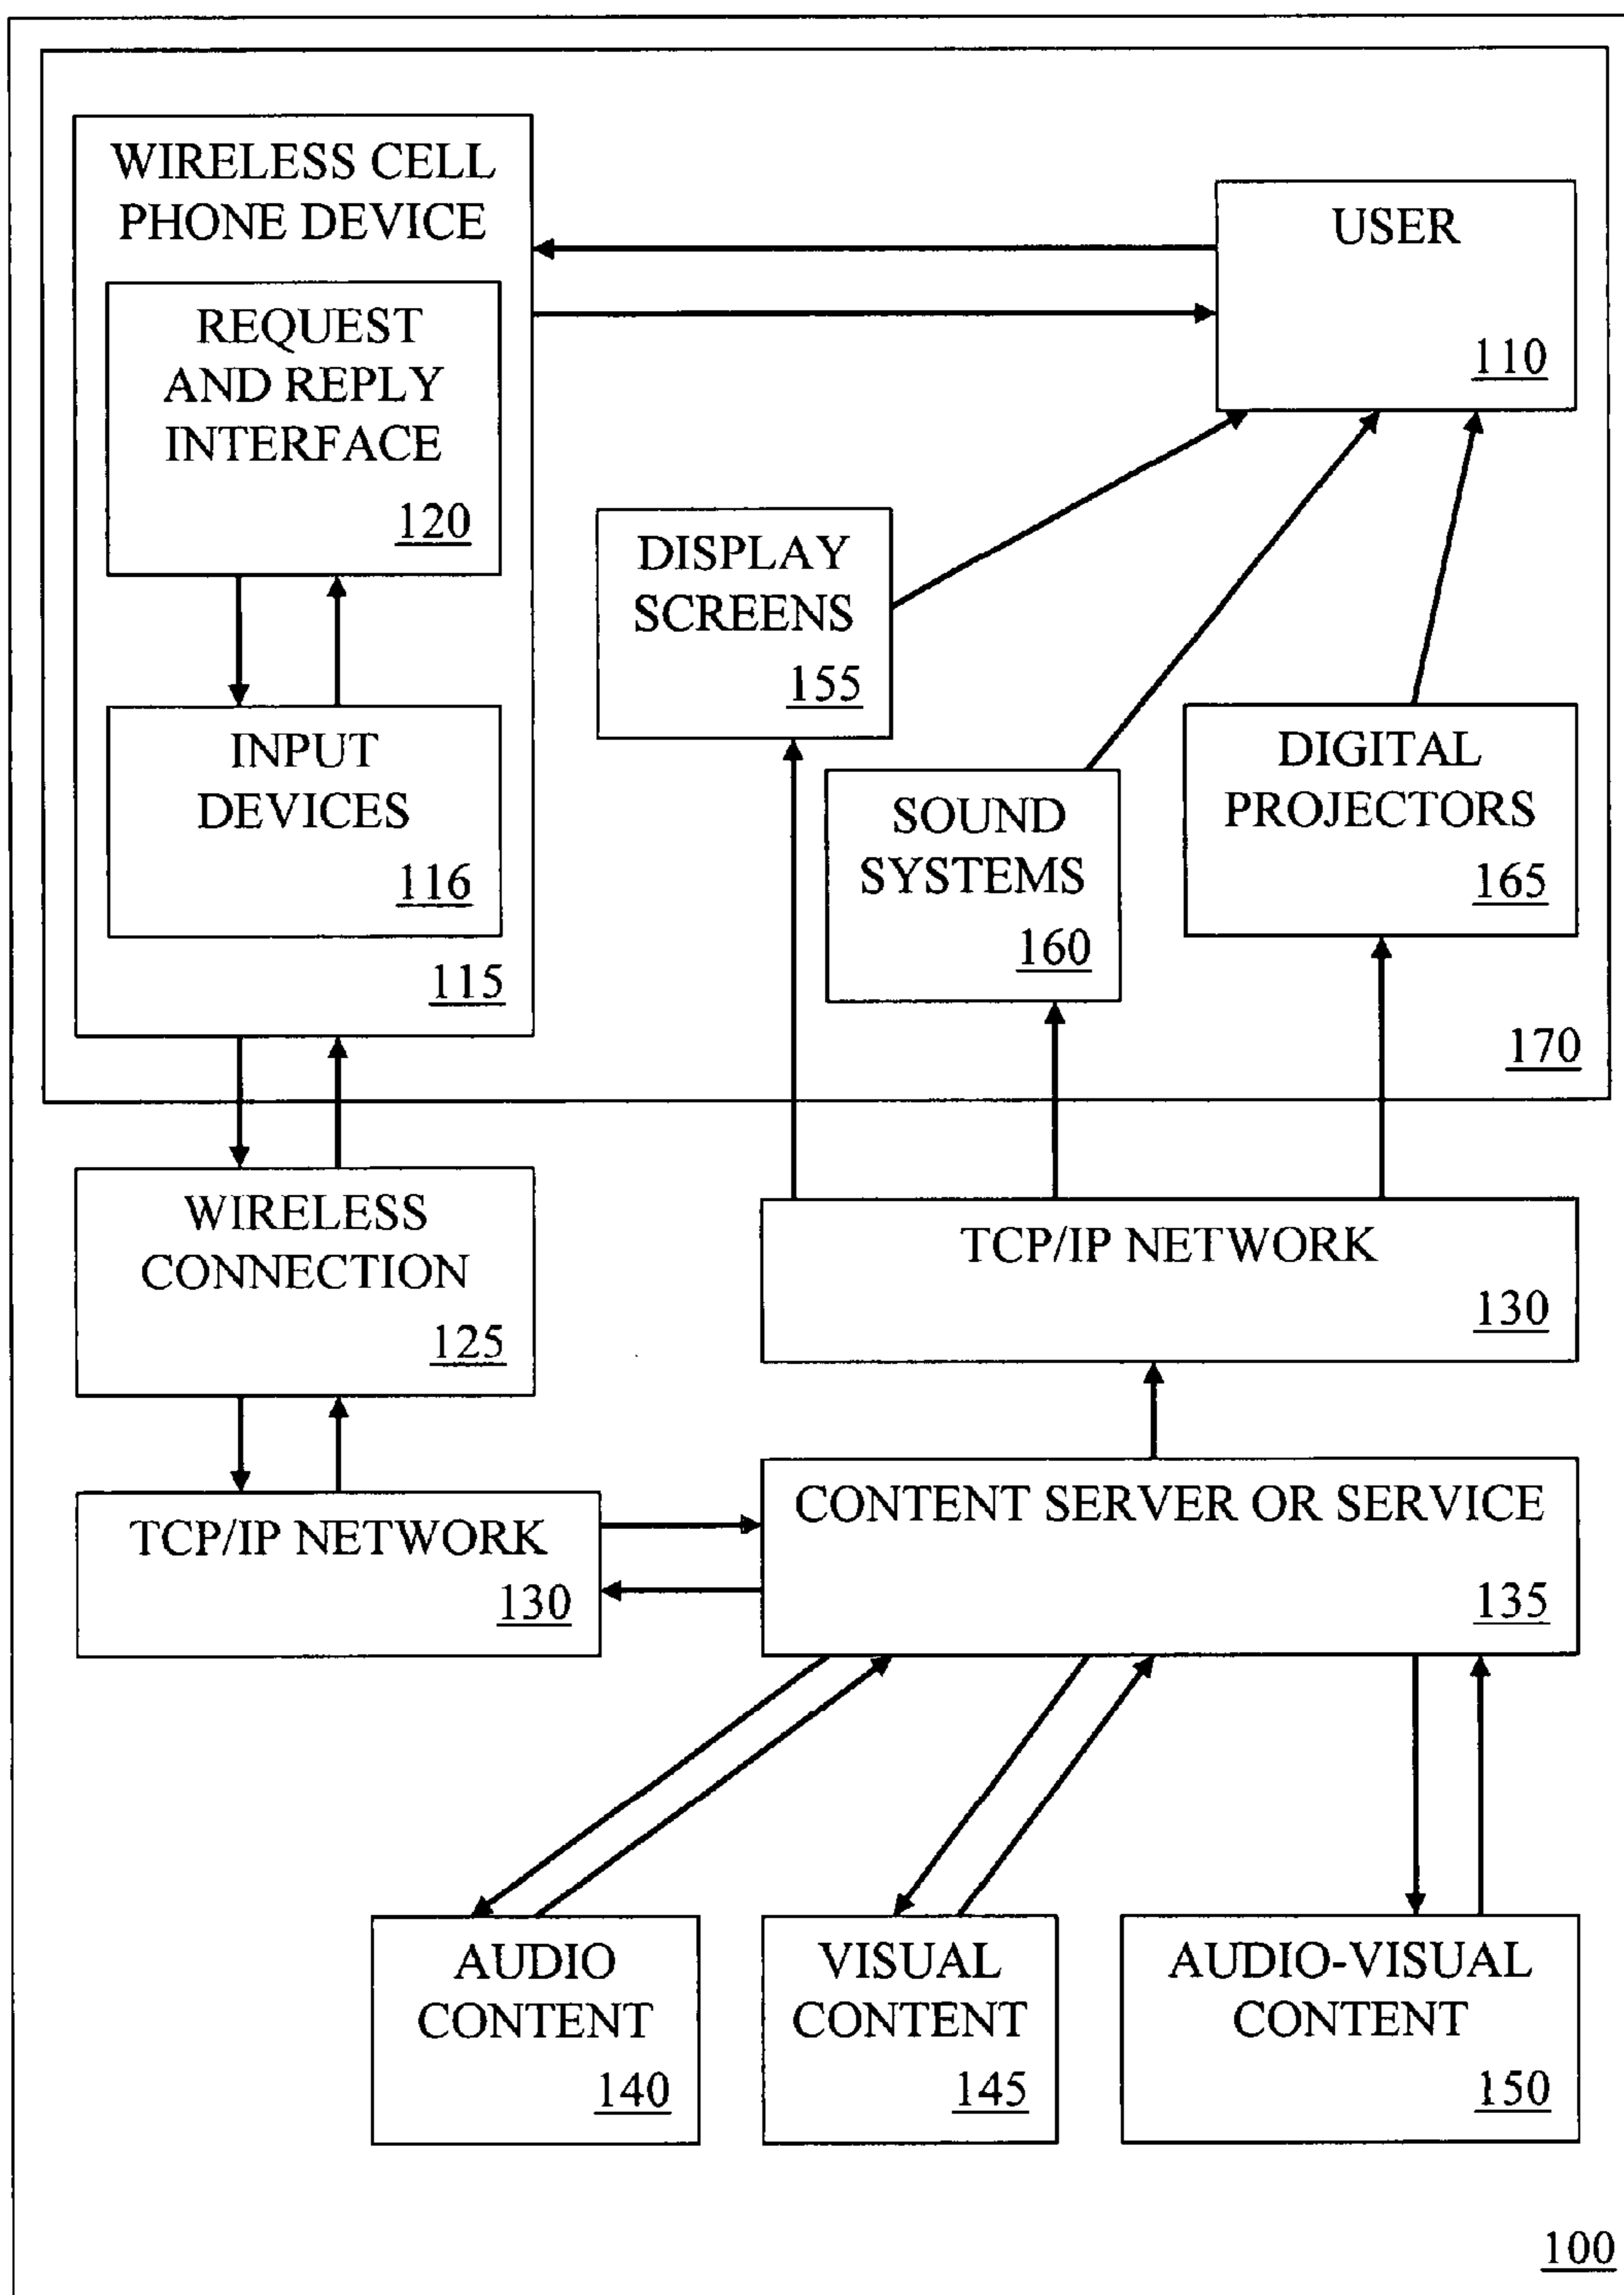 WIRELESS CELL
PHONE DEVICE
REQUEST
AND REPLY
INTERFACE
120
INPUT
DEVICES
116
115
USER
110
DISPLAY
SCREENS
155
SOUND
SYSTEMS
160
DIGITAL
PROJECTORS
165
170
WIRELESS
CONNECTION
125
TCP/IP NETWORK
130
TCP/IP NETWORK
130
CONTENT SERVER OR SERVICE
135
AUDIO
CONTENT
140
VISUAL
CONTENT
145
AUDIO-VISUAL
CONTENT
150
100